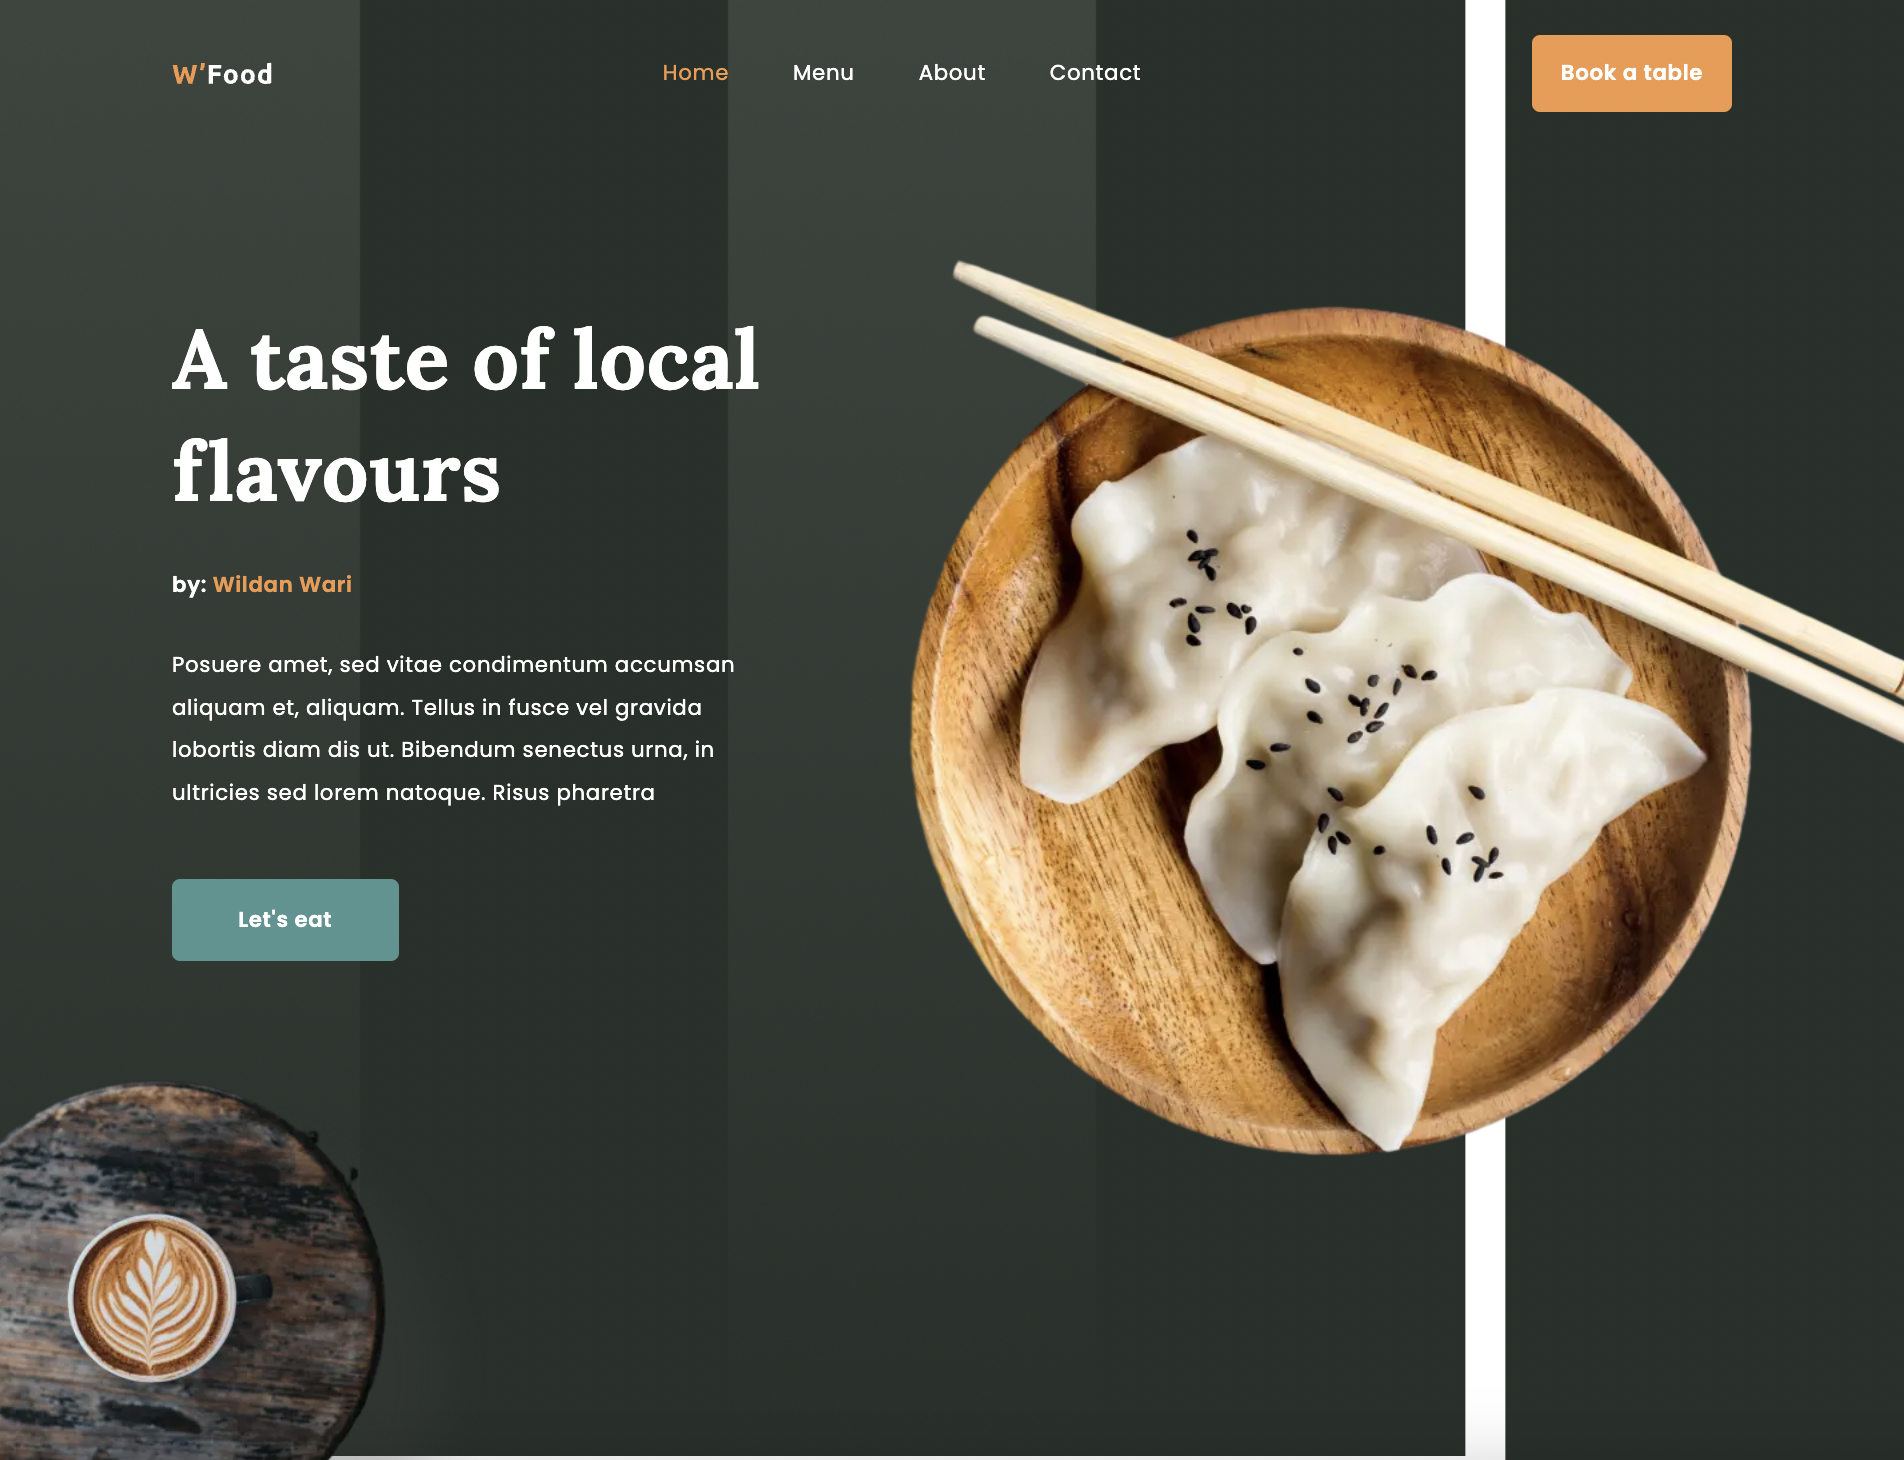 W'Food
Home
Menu
About
Contact
Book a table
A taste of local
flavours
by: Wildan Wari
Posuere amet, sed vitae condimentum accumsan
aliquam et, aliquam. Tellus in fusce vel gravida
lobortis diam dis ut. Bibendum senectus urna, in
ultricies sed lorem natoque. Risus pharetra
Let's eat